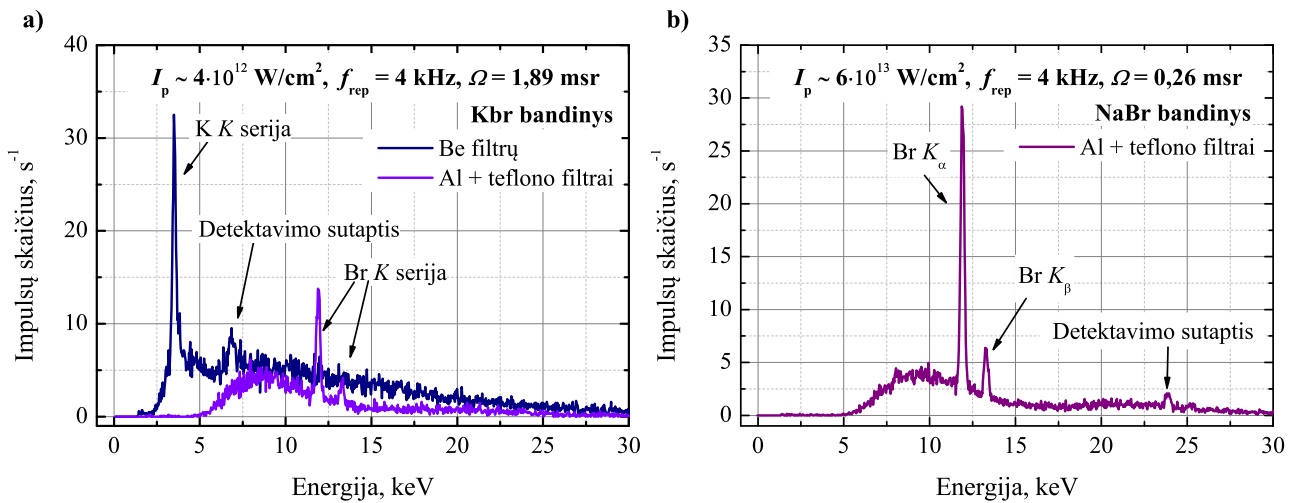 a)
I_p ~ 4·10^12 W/cm², f_rep = 4 kHz, Ω = 1,89 msr
Kbr bandinys
K K serija
Be filtrų
Al + teflono filtrai
Detektavimo sutaptis
Br K serija
Impulsų skaičius, s⁻¹
40
30
20
10
0
0 5 10 15 20 25 30
Energija, keV
b)
I_p ~ 6·10^13 W/cm², f_rep = 4 kHz, Ω = 0,26 msr
NaBr bandinys
Al + teflono filtrai
Br K_α
Br K_β
Detektavimo sutaptis
Impulsų skaičius, s⁻¹
35
30
25
20
15
10
5
0
0 5 10 15 20 25 30
Energija, keV